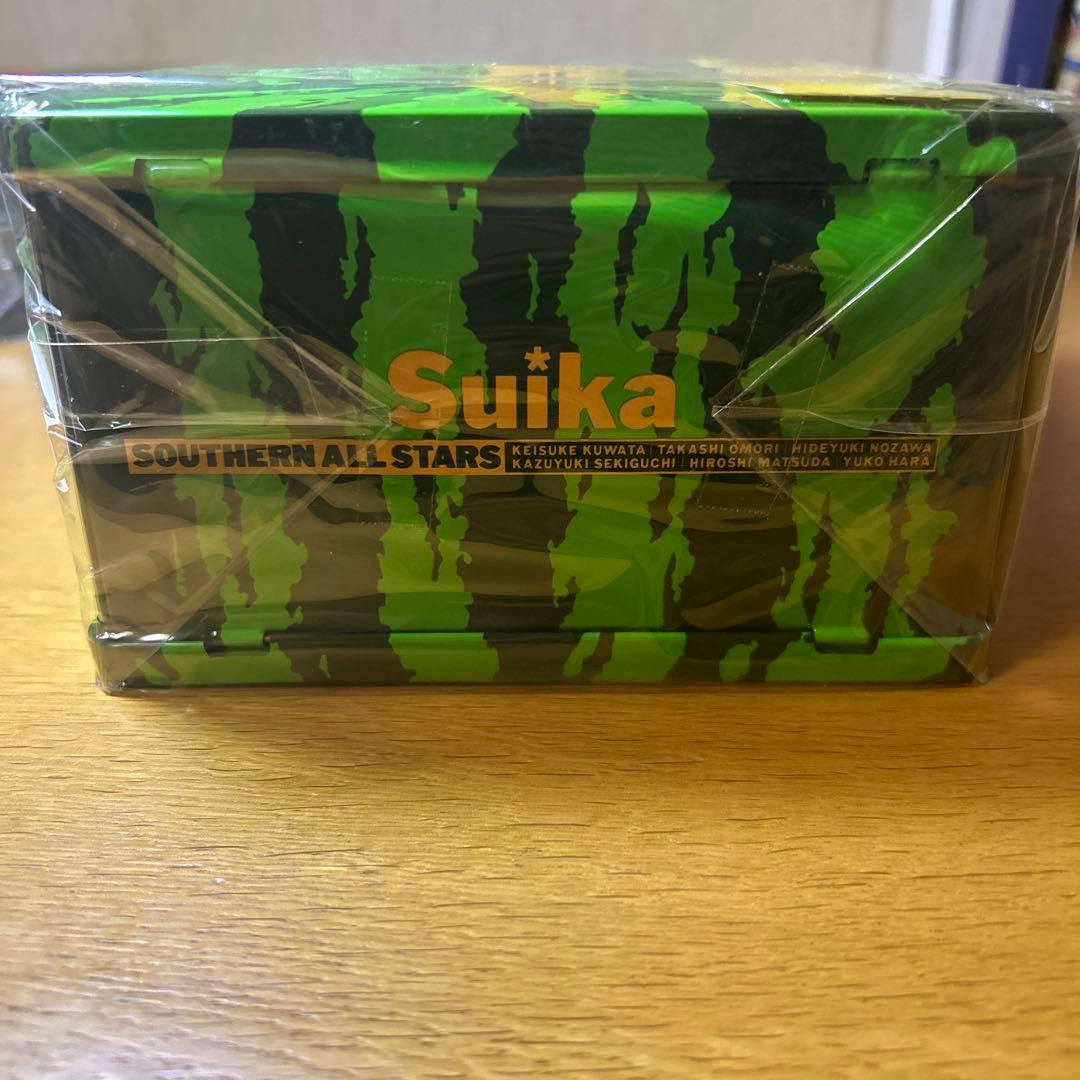 Suika
SOUTHERN ALL STARS
KEISUKE KUWATA | TAKASHI OMORI | HIDEYUKI NOZAWA
KAZUYUKI SEKIGUCHI | HIROSHI MATSUDA | YUKO HARA